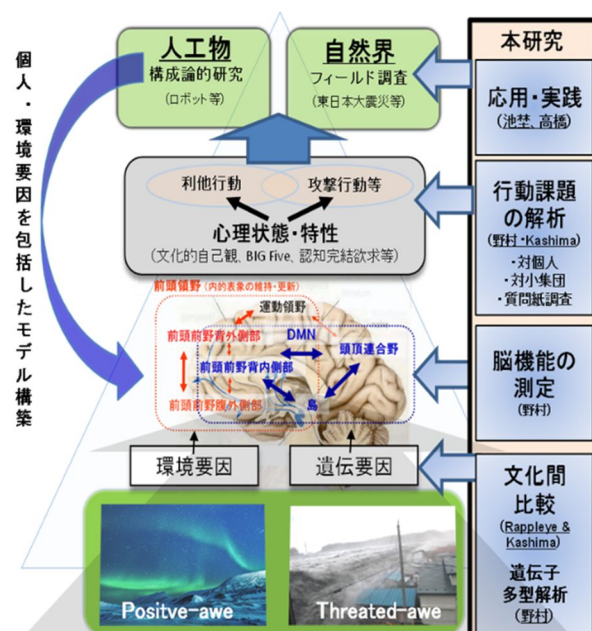 個人・環境要因を包括したモデル構築
人工物
構成論的研究
(ロボット等)
自然界
フィールド調査
(東日本大震災等)
利他行動
攻撃行動等
心理状態・特性
(文化的自己観、BIG Five、認知完結欲求等)
前頭領野(内的表象の維持・更新)
運動領野
前頭前野背外側部
DMN
頭頂連合野
前頭前野背内側部
前頭前野腹外側部
島
環境要因
遺伝要因
Positve-awe
Threated-awe
本研究
応用・実践
(池埜、高橋)
行動課題
の解析
(野村・Kashima)
・対個人
・対小集団
・質問紙調査
脳機能の
測定
(野村)
文化間
比較
(Rappleye &
Kashima)
遺伝子
多型解析
(野村)